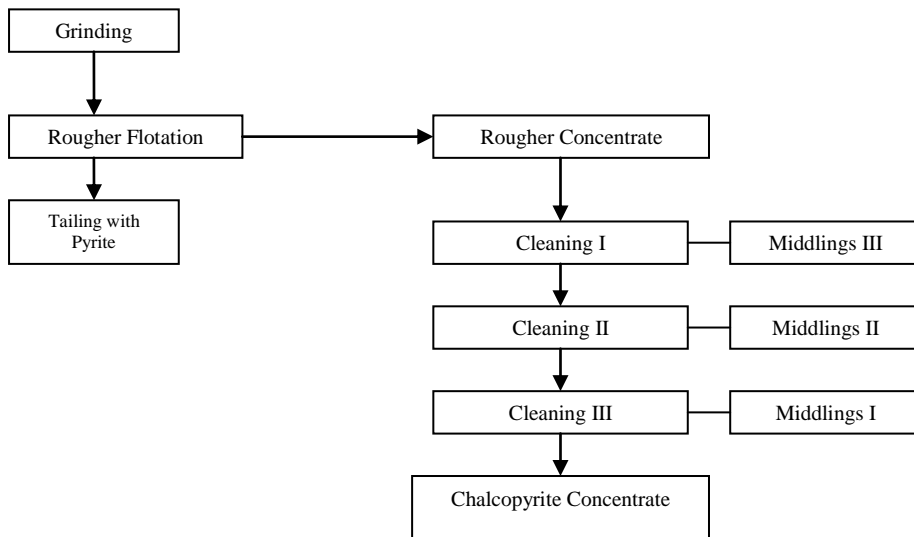 Grinding
Rougher Flotation
Rougher Concentrate
Tailing with
Pyrite
Cleaning I
Middlings III
Cleaning II
Middlings II
Cleaning III
Middlings I
Chalcopyrite Concentrate